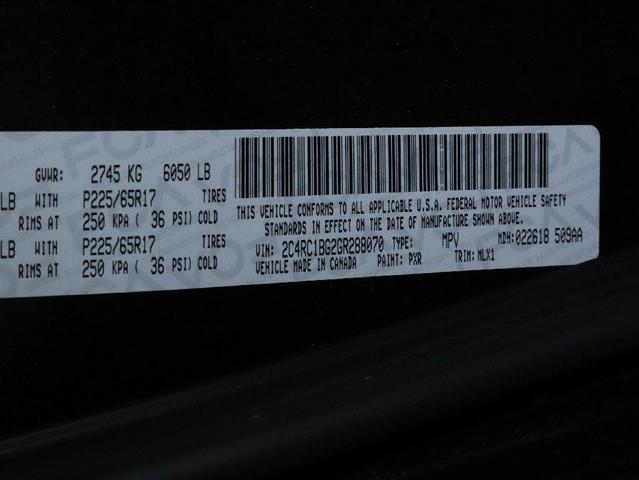 GVWR: 2745 KG 6050 LB
LB WITH P225/65R17 TIRES
RIMS AT 250 KPA ( 36 PSI) COLD
LB WITH P225/65R17 TIRES
RIMS AT 250 KPA ( 36 PSI) COLD
THIS VEHICLE CONFORMS TO ALL APPLICABLE U.S.A. FEDERAL MOTOR VEHICLE SAFETY
STANDARDS IN EFFECT ON THE DATE OF MANUFACTURE SHOWN ABOVE.
VIN: 2C4RC1BG2GR288070 TYPE: MPV MDH:022618 509AA
VEHICLE MADE IN CANADA PAINT: PXR TRIM: MLX1